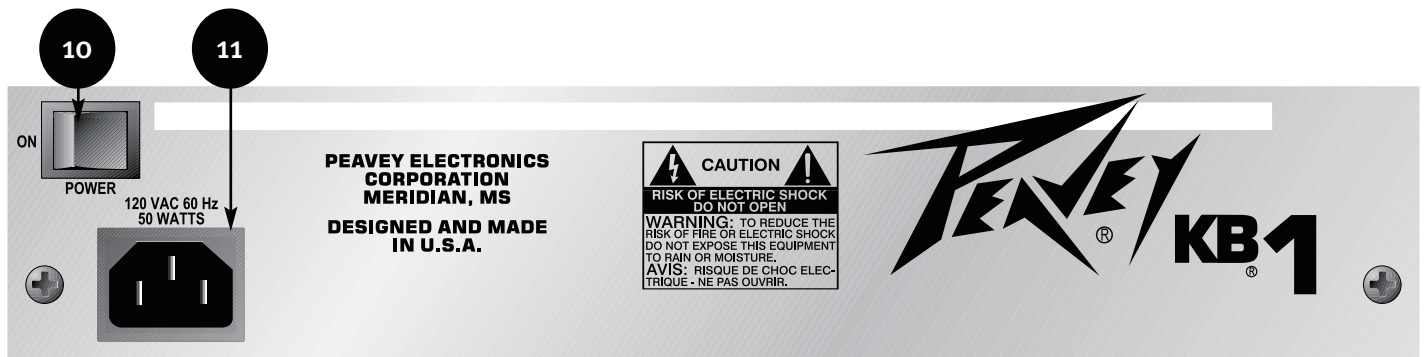 10
11
ON
POWER
120 VAC 60 Hz
50 WATTS
PEAVEY ELECTRONICS
CORPORATION
MERIDIAN, MS
DESIGNED AND MADE
IN U.S.A.
CAUTION
RISK OF ELECTRIC SHOCK
DO NOT OPEN
WARNING: TO REDUCE THE
RISK OF FIRE OR ELECTRIC SHOCK
DO NOT EXPOSE THIS EQUIPMENT
TO RAIN OR MOISTURE.
AVIS: RISQUE DE CHOC ELEC-
TRIQUE - NE PAS OUVRIR.
PEAVEY®
KB®1